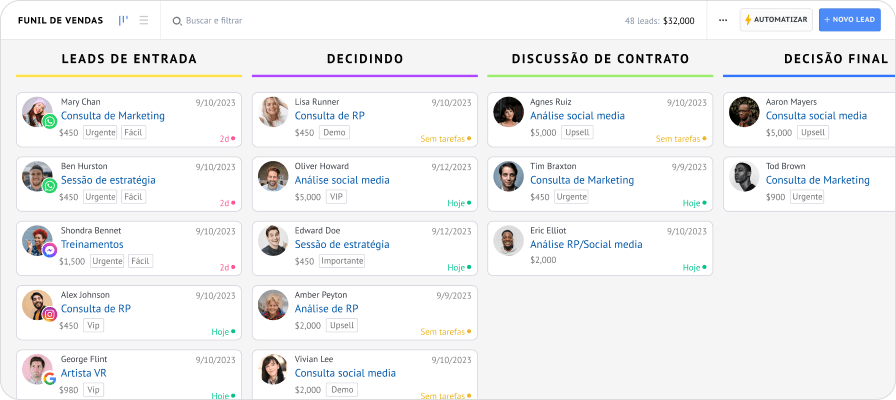 FUNIL DE VENDAS
Buscar e filtrar
48 leads: $32,000
AUTOMATIZAR
+ NOVO LEAD
LEADS DE ENTRADA
Mary Chan 9/10/2023
Consulta de Marketing
$450 Urgente Fácil
2d
Ben Hurston 9/10/2023
Sessão de estratégia
$450 Urgente Fácil
2d
Shondra Bennet 9/10/2023
Treinamentos
$1,500 Urgente Fácil
2d
Alex Johnson 9/10/2023
Consulta de RP
$450 Vip
Hoje
George Flint 9/10/2023
Artista VR
$980 Vip
Hoje
DECIDINDO
Lisa Runner 9/10/2023
Consulta de RP
$450 Demo
Sem tarefas
Oliver Howard 9/12/2023
Análise social media
$5,000 VIP
Hoje
Edward Doe 9/12/2023
Sessão de estratégia
$450 Importante
Hoje
Amber Peyton 9/9/2023
Análise de RP
$2,000 Upsell
Sem tarefas
Vivian Lee 9/10/2023
Consulta social media
$2,000 Demo
Sem tarefas
DISCUSSÃO DE CONTRATO
Agnes Ruiz 9/10/2023
Análise social media
$5,000 Upsell
Sem tarefas
Tim Braxton 9/9/2023
Consulta de Marketing
$450 Urgente
Hoje
Eric Elliot 9/10/2023
Análise RP/Social media
$2,000
Hoje
DECISÃO FINAL
Aaron Mayers
Consulta social media
$5,000 Upsell
Tod Brown
Consulta de Marketing
$900 Urgente